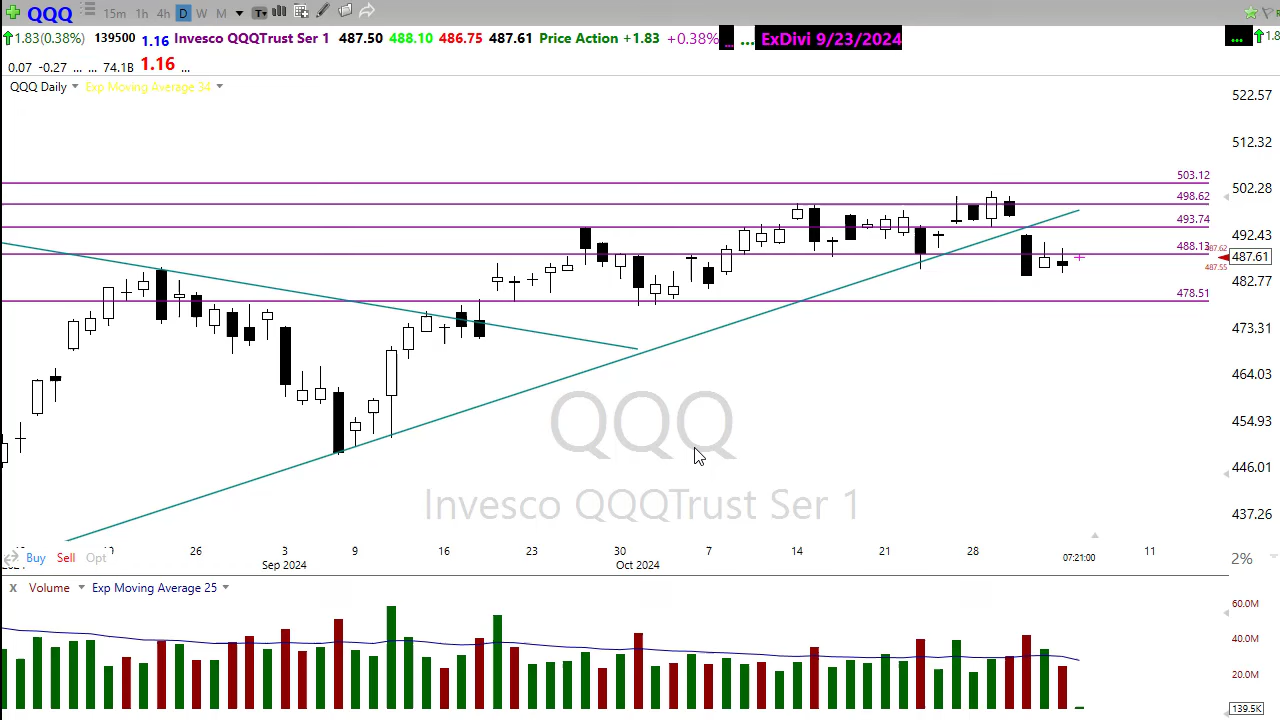 QQQ 15m 1h 4h D W M T
1.83(0.38%) 139500 1.16 Invesco QQQTrust Ser 1 487.50 488.10 486.75 487.61 Price Action +1.83 +0.38% ... ... ExDivi 9/23/2024 ... 1.8
0.07 -0.27 ... ... 74.1B 1.16 ...
QQQ Daily Exp Moving Average 34
522.57
512.32
503.12
502.28
498.62
493.74
492.43
488.13
487.62
487.61
487.55
482.77
478.51
473.31
464.03
454.93
446.01
437.26
QQQ
Invesco QQQTrust Ser 1
26 3 9 16 23 30 7 14 21 28 11
Buy Sell Opt 07:21:00 2%
Sep 2024 Oct 2024
X Volume Exp Moving Average 25
60.0M
40.0M
20.0M
139.5K